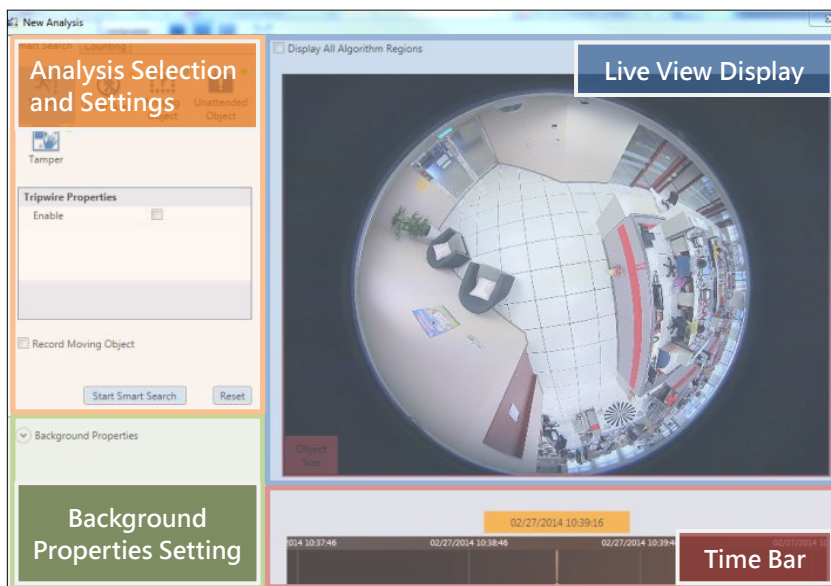 New Analysis
Smart Search Counting
Display All Algorithm Regions
Analysis Selection
and Settings
Live View Display
Unattended
Object Object
Tamper
Tripwire Properties
Enable
Record Moving Object
Start Smart Search Reset
Background Properties
Object
Size
Background
Properties Setting
02/27/2014 10:39:16
2014 10:37:46 02/27/2014 10:38:46 02/27/2014 10:39:4
Time Bar